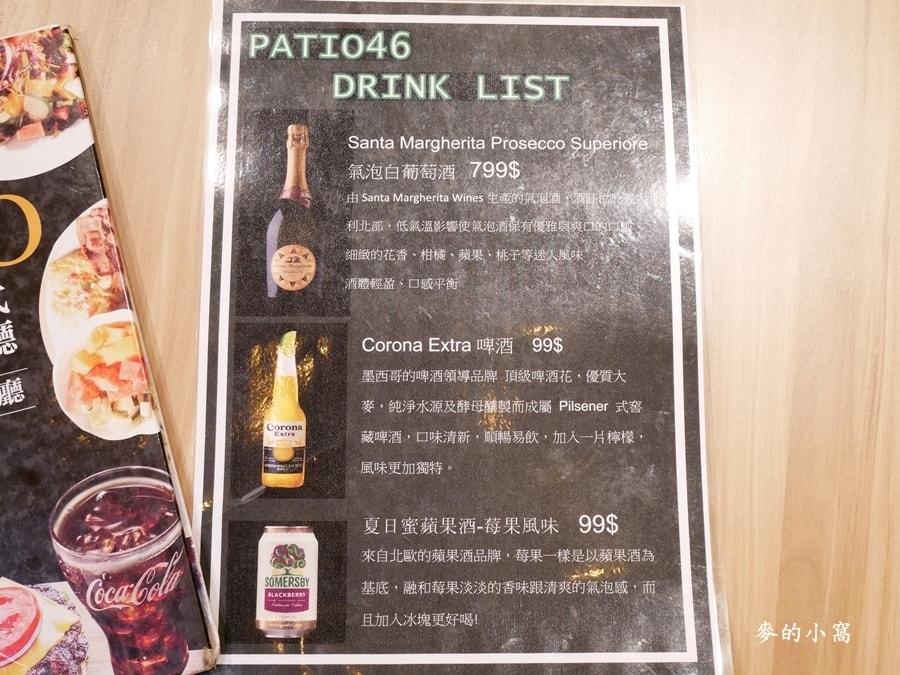 PATIO46
DRINK LIST
Santa Margherita Prosecco Superiore
氣泡白葡萄酒 799$
由 Santa Margherita Wines 生產的氣泡酒，酒莊
利北部，低氣溫影響使氣泡酒保有優雅與爽口的口感
細緻的花香、柑橘、蘋果、桃子等迷人風味
酒體輕盈、口感平衡
Corona Extra 啤酒 99$
墨西哥的啤酒領導品牌 頂級啤酒花，優質大
麥，純淨水源及酵母釀製而成屬 Pilsener 式窖
藏啤酒，口味清新，順暢易飲，加入一片檸檬，
風味更加獨特。
Corona
Extra
夏日蜜蘋果酒-莓果風味 99$
來自北歐的蘋果酒品牌，莓果一樣是以蘋果酒為
基底，融和莓果淡淡的香味跟清爽的氣泡感，而
且加入冰塊更好喝!
SOMERSBY
BLACKBERRY
廳
廳
Coca-Cola
麥的小窩